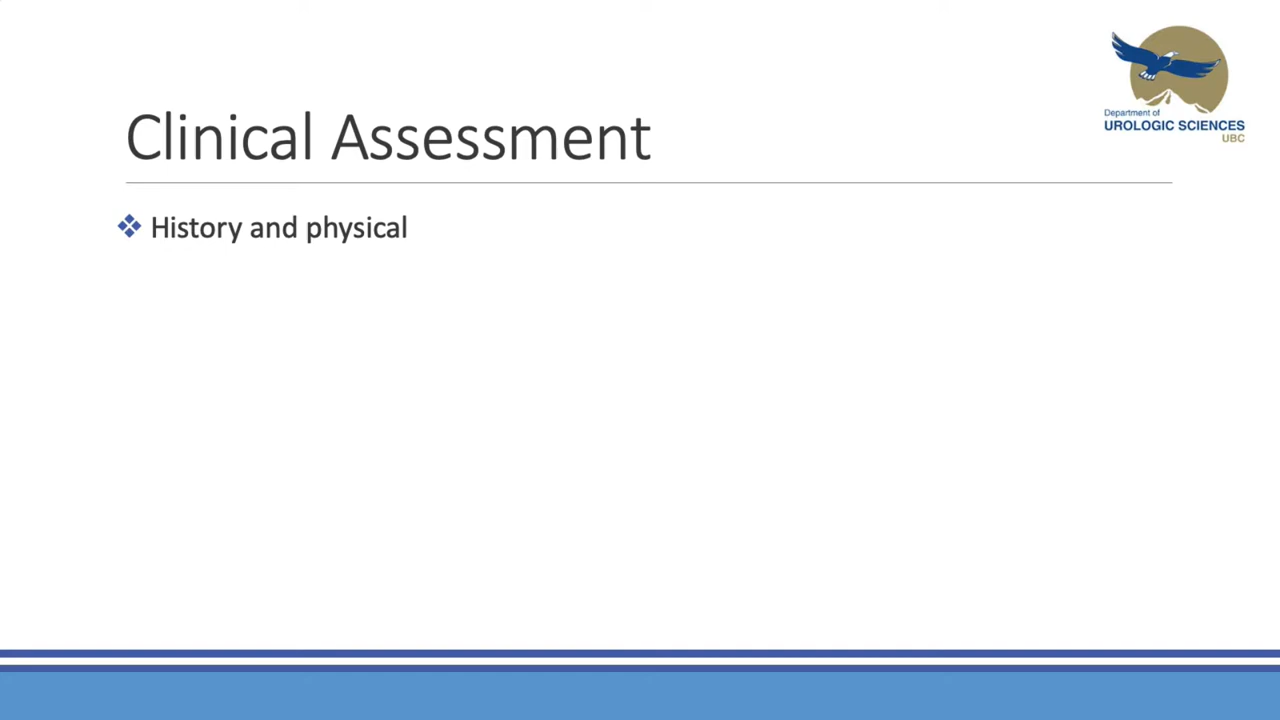 Department of
UROLOGIC SCIENCES
UBC
Clinical Assessment
History and physical